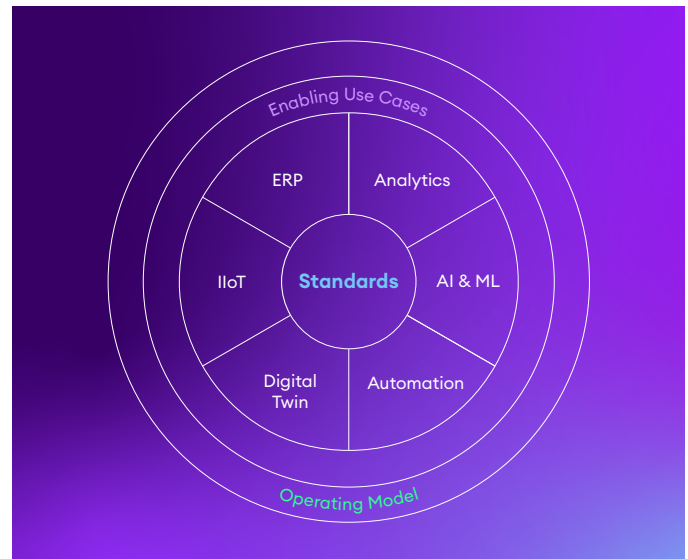 Enabling Use Cases
ERP
Analytics
IIoT
Standards
AI & ML
Digital
Twin
Automation
Operating Model